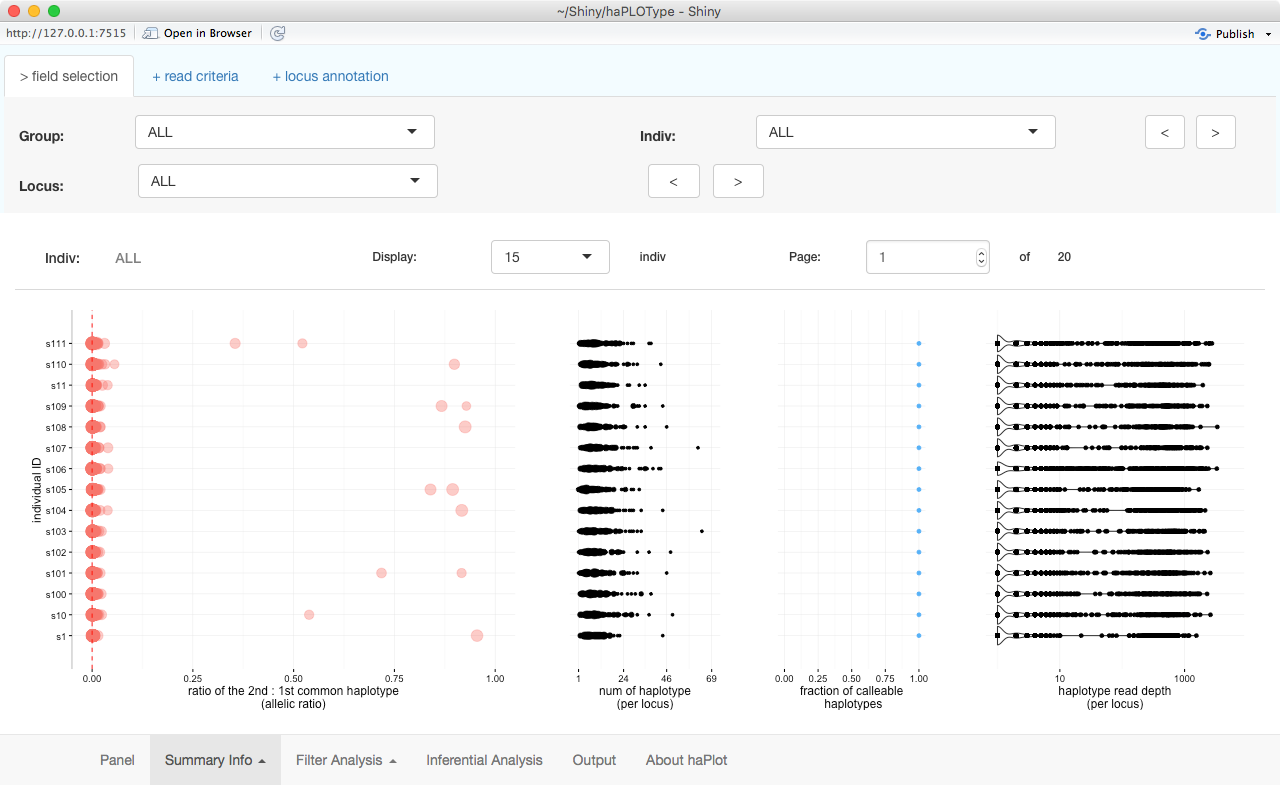 ~/Shiny/haPLOType - Shiny
http://127.0.0.1:7515 Open in Browser Publish
> field selection + read criteria + locus annotation
Group: ALL Indiv: ALL < >
Locus: ALL < >
Indiv: ALL Display: 15 indiv Page: 1 of 20
individual ID
s111
s110
s11
s109
s108
s107
s106
s105
s104
s103
s102
s101
s100
s10
s1
0.00 0.25 0.50 0.75 1.00 1 24 46 69 0.00 0.25 0.50 0.75 1.00 10 1000
ratio of the 2nd : 1st common haplotype num of haplotype fraction of calleable haplotype read depth
(allelic ratio) (per locus) haplotypes (per locus)
Panel Summary Info Filter Analysis Inferential Analysis Output About haPlot